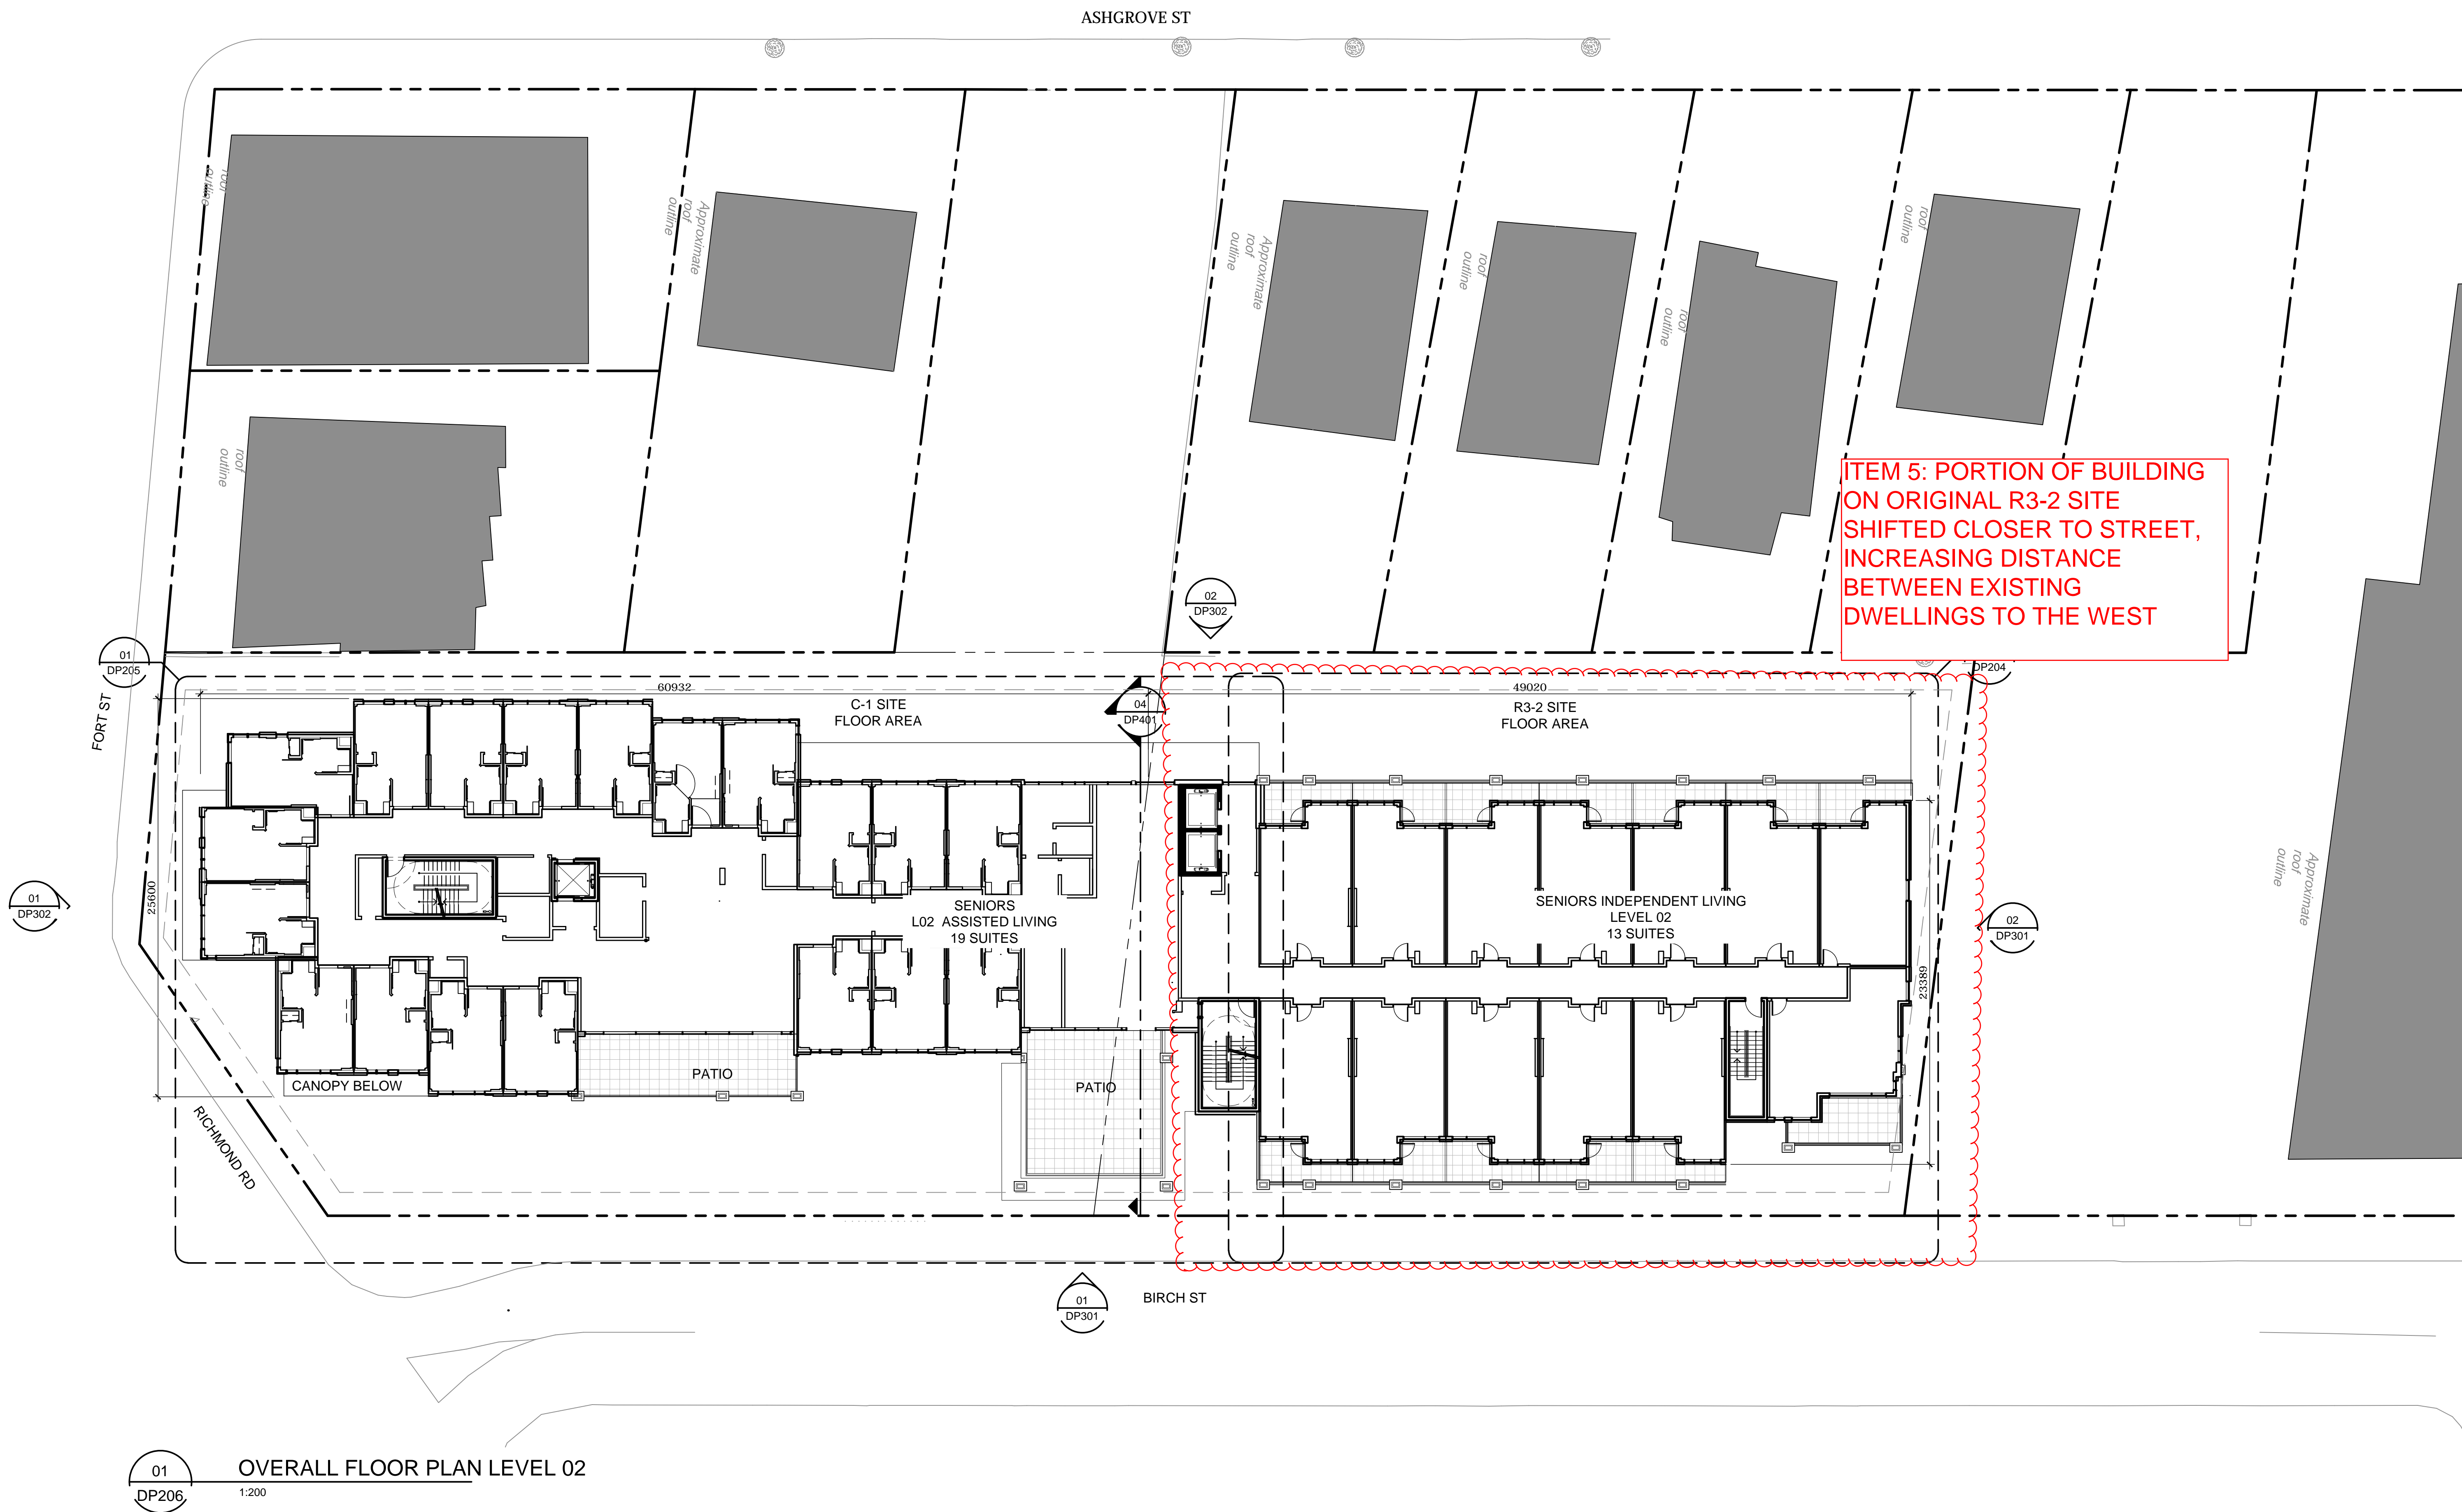 ASHGROVE ST
roof
outline
Approximate
roof
outline
Approximate
roof
outline
roof
outline
roof
outline
roof
outline
roof
outline
ITEM 5: PORTION OF BUILDING
ON ORIGINAL R3-2 SITE
SHIFTED CLOSER TO STREET,
INCREASING DISTANCE
BETWEEN EXISTING
DWELLINGS TO THE WEST
02
DP302
01
DP205
DP204
FORT ST
60932
C-1 SITE
FLOOR AREA
04
DP401
49020
R3-2 SITE
FLOOR AREA
01
DP302
25600
SENIORS
L02 ASSISTED LIVING
19 SUITES
SENIORS INDEPENDENT LIVING
LEVEL 02
13 SUITES
02
DP301
Approximate
roof
outline
23389
CANOPY BELOW
PATIO
PATIO
RICHMOND RD
01
DP301
BIRCH ST
01
DP206
OVERALL FLOOR PLAN LEVEL 02
1:200